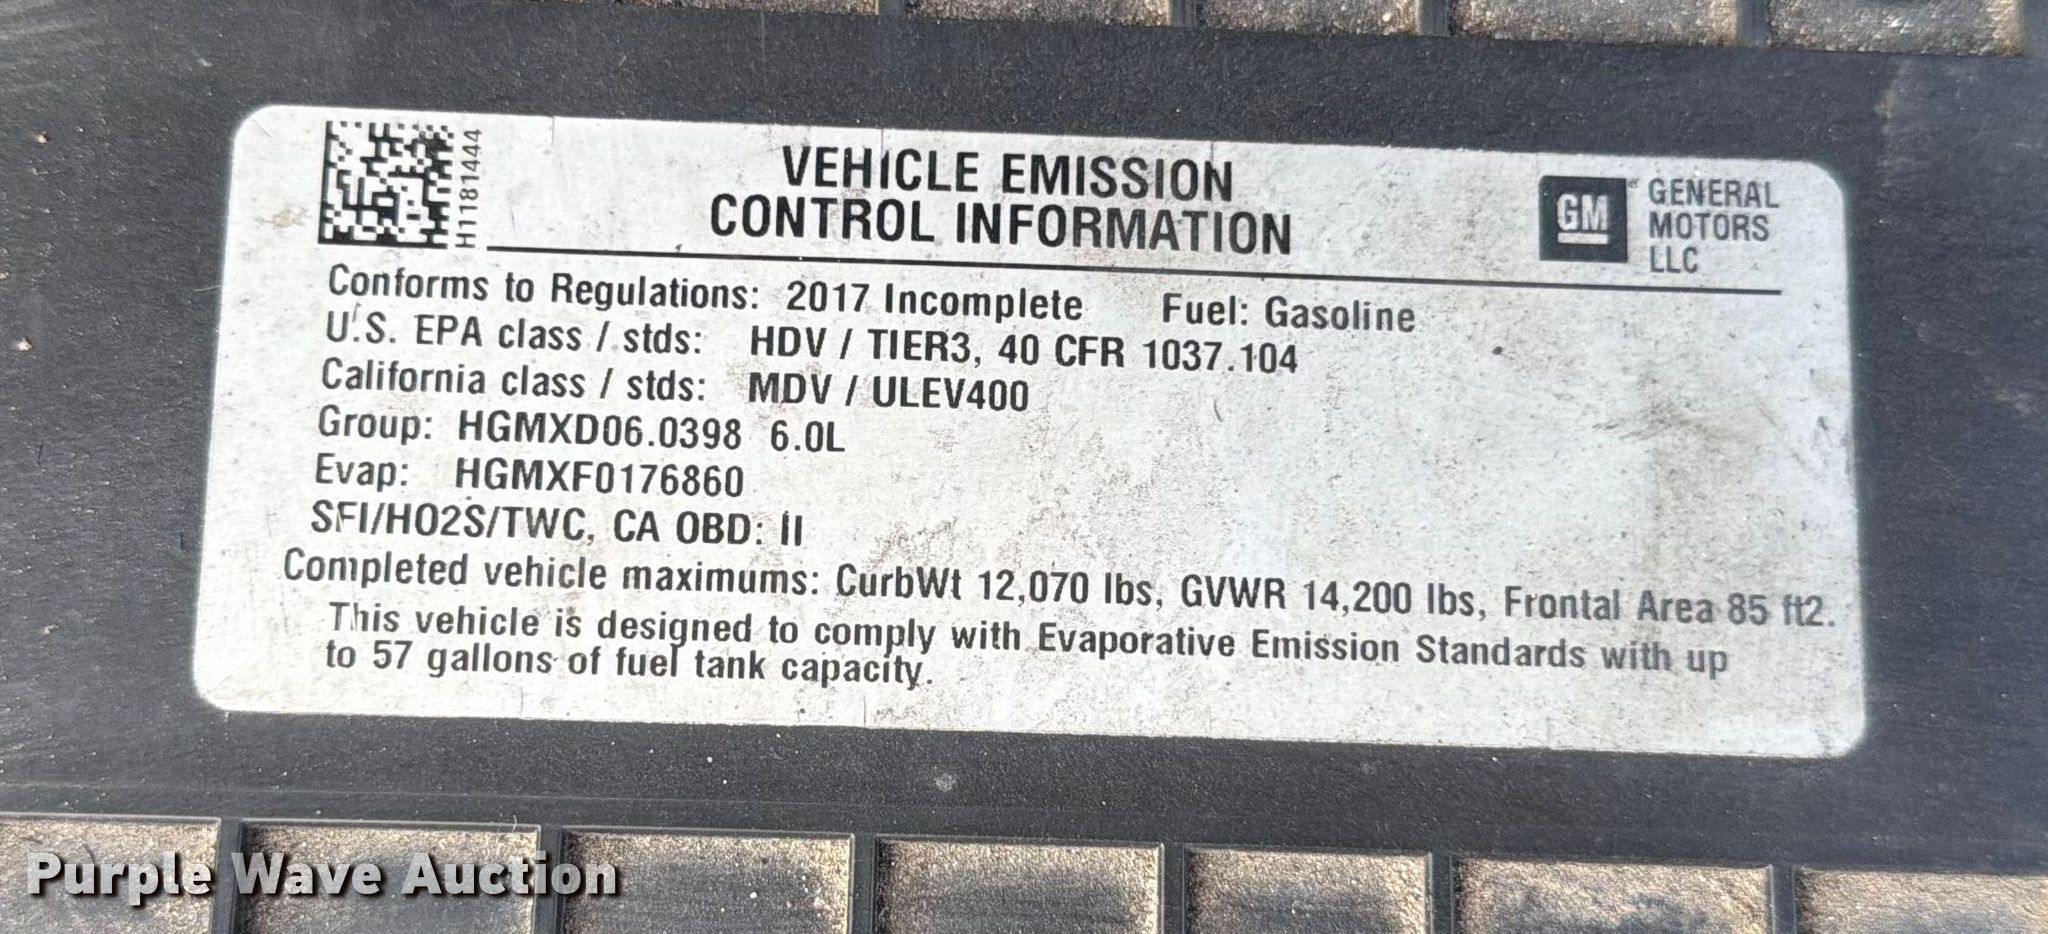 H11181444
VEHICLE EMISSION
CONTROL INFORMATION
GM
GENERAL
MOTORS
LLC
Conforms to Regulations: 2017 Incomplete Fuel: Gasoline
U.S. EPA class / stds: HDV / TIER3, 40 CFR 1037.104
California class / stds: MDV / ULEV400
Group: HGMXD06.0398 6.0L
Evap: HGMXF0176860
SFI/HO2S/TWC, CA OBD: II
Completed vehicle maximums: CurbWt 12,070 lbs, GVWR 14,200 lbs, Frontal Area 85 ft2.
This vehicle is designed to comply with Evaporative Emission Standards with up
to 57 gallons of fuel tank capacity.
Purple Wave Auction